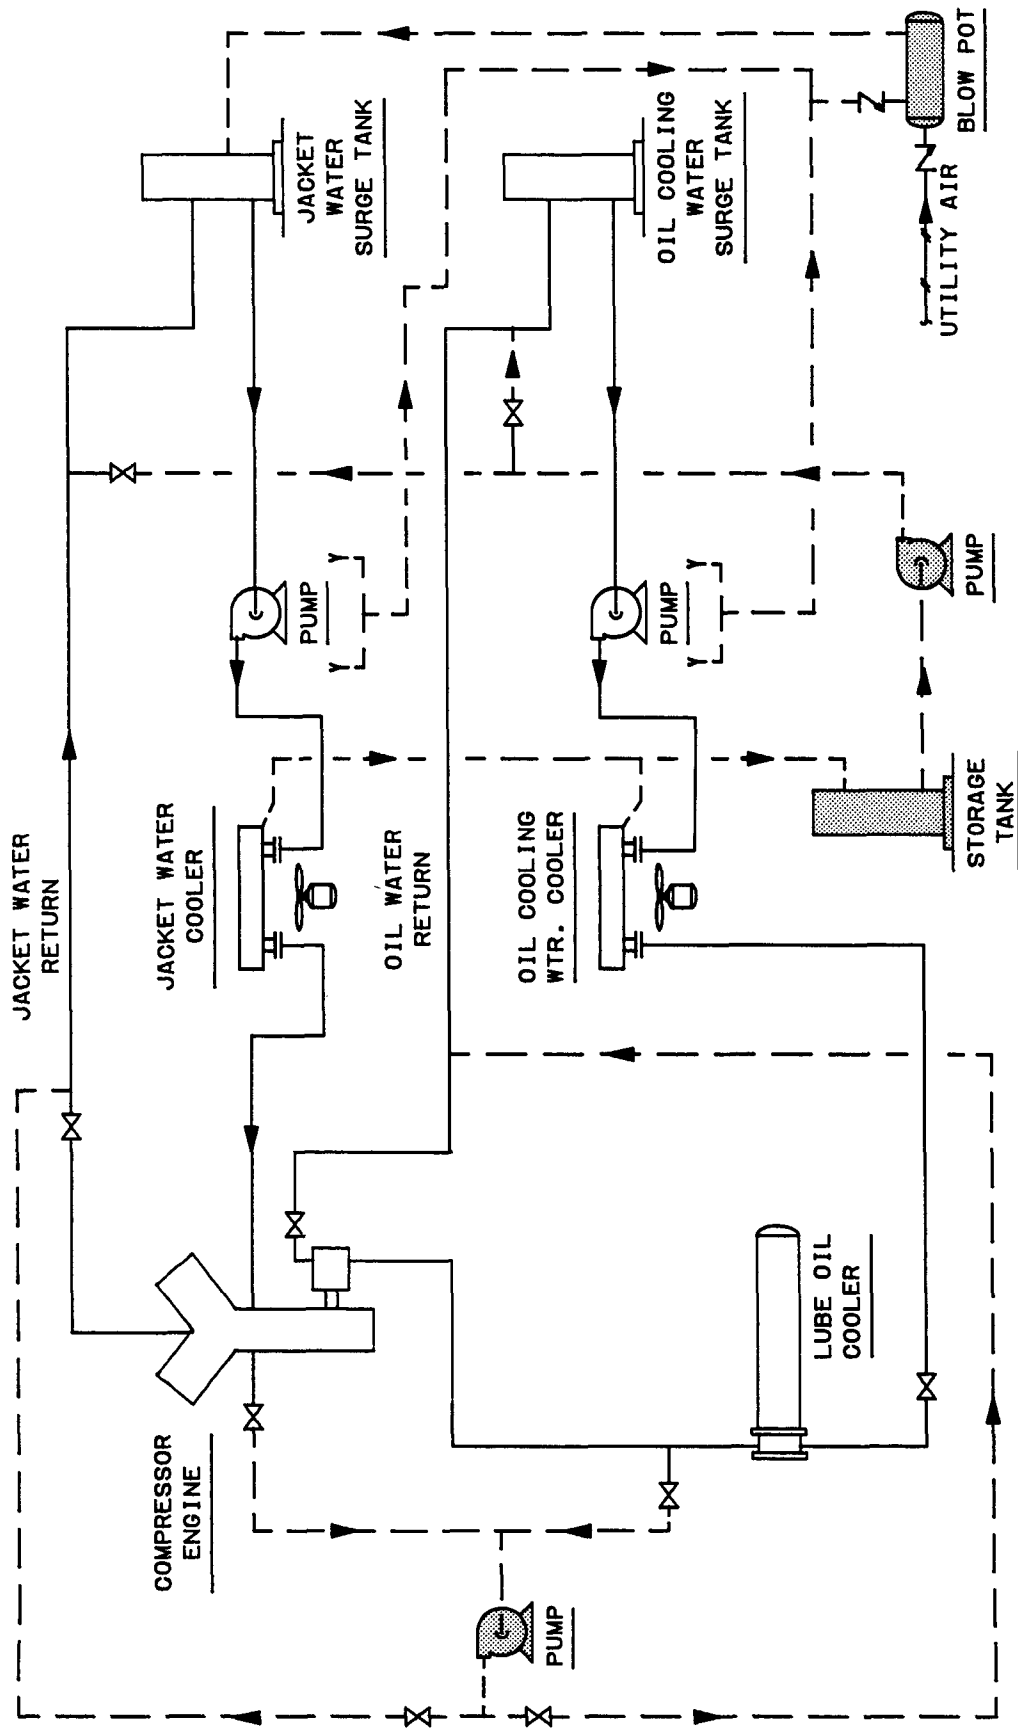 JACKET WATER
RETURN
COMPRESSOR
ENGINE
JACKET WATER
COOLER
PUMP
JACKET
WATER
SURGE TANK
OIL WATER
RETURN
PUMP
OIL COOLING
WTR. COOLER
PUMP
OIL COOLING
WATER
SURGE TANK
LUBE OIL
COOLER
STORAGE
TANK
PUMP
UTILITY AIR
BLOW POT